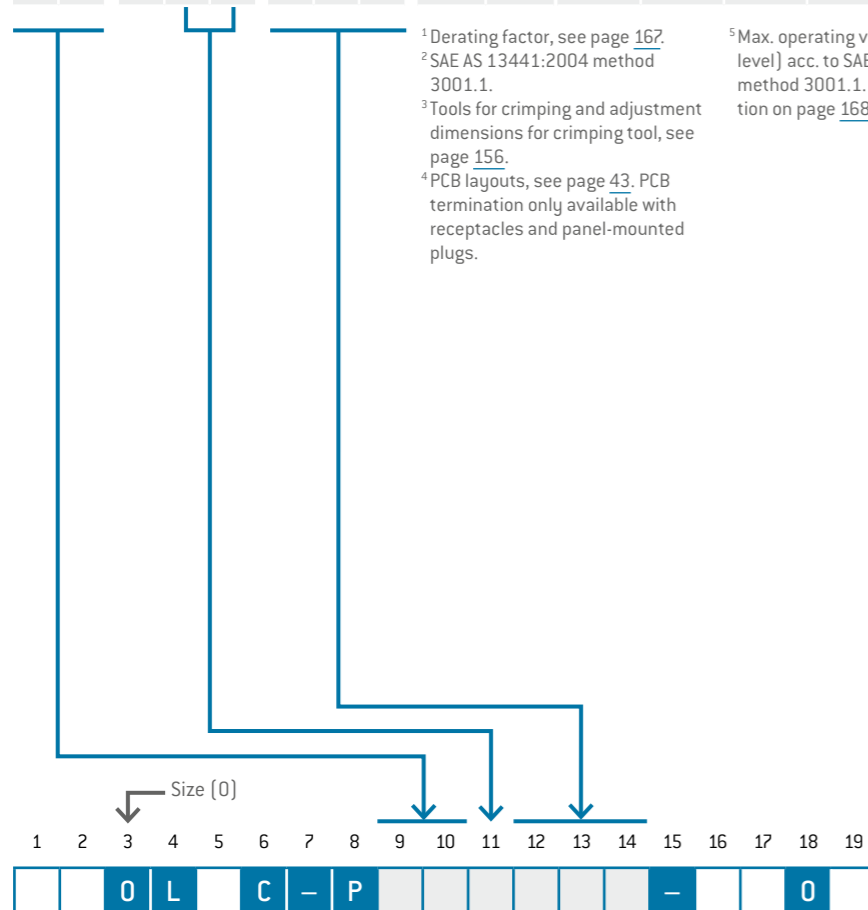 ¹ Derating factor, see page 167.
² SAE AS 13441:2004 method
3001.1.
³ Tools for crimping and adjustment
dimensions for crimping tool, see
page 156.
⁴ PCB layouts, see page 43. PCB
termination only available with
receptacles and panel-mounted
plugs.
⁵ Max. operating
level) acc. to SAE
method 3001.1.
tion on page 168
Size (0)
1 2 3 4 5 6 7 8 9 10 11 12 13 14 15 16 17 18 19
0 L C – P – 0